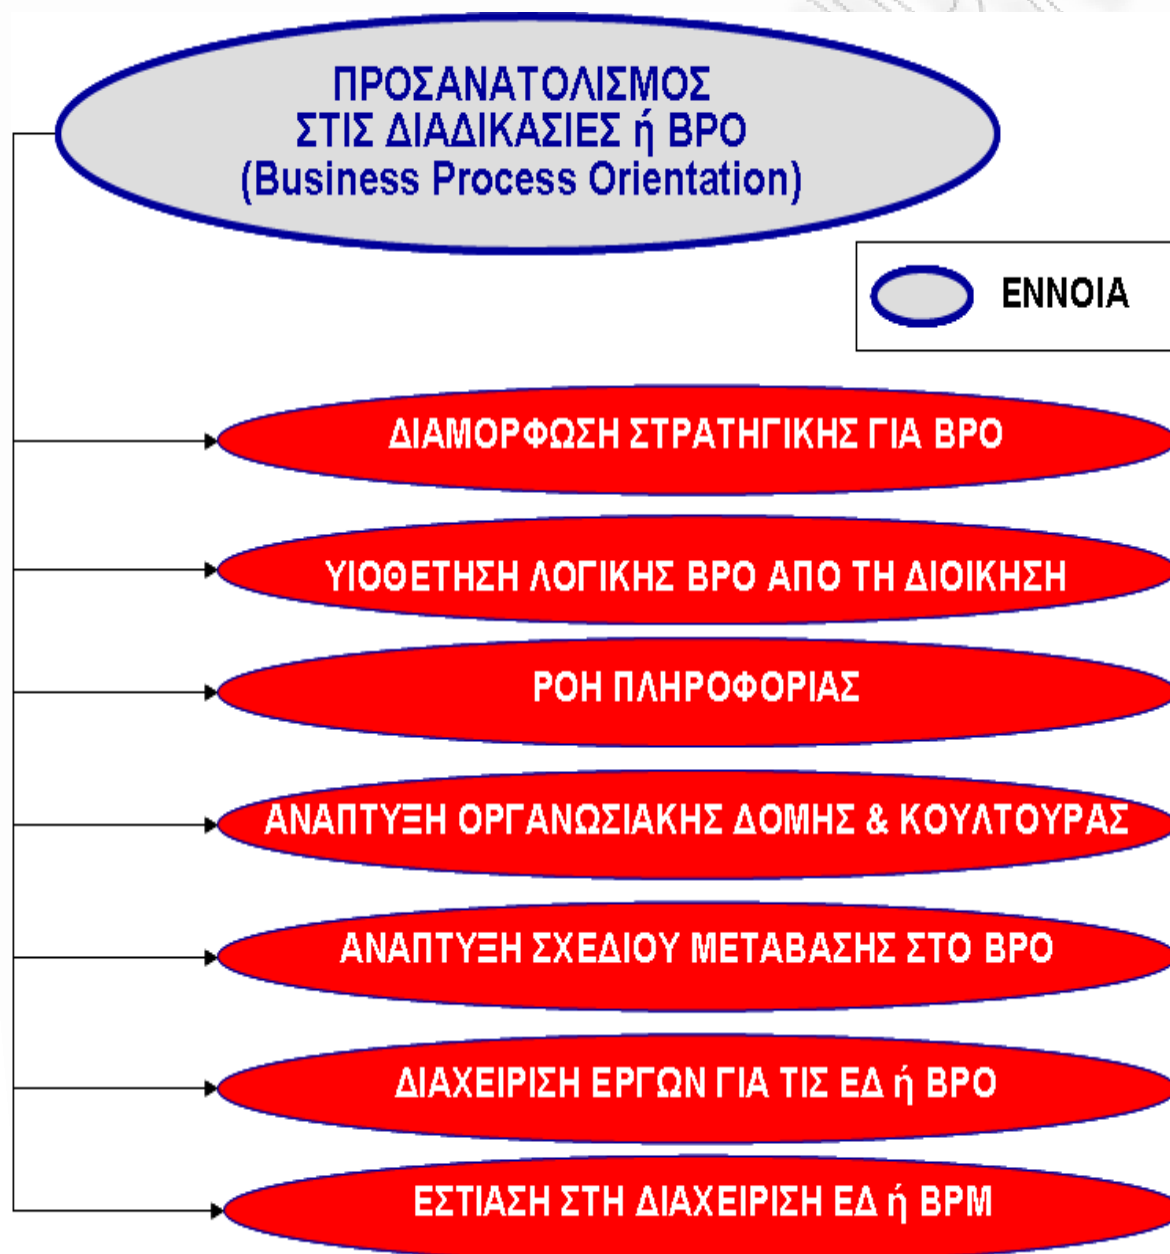 ΠΡΟΣΑΝΑΤΟΛΙΣΜΟΣ
ΣΤΙΣ ΔΙΑΔΙΚΑΣΙΕΣ ή BPO
(Business Process Orientation)
ΕΝΝΟΙΑ
ΔΙΑΜΟΡΦΩΣΗ ΣΤΡΑΤΗΓΙΚΗΣ ΓΙΑ BPO
ΥΙΟΘΕΤΗΣΗ ΛΟΓΙΚΗΣ BPO ΑΠΟ ΤΗ ΔΙΟΙΚΗΣΗ
ΡΟΗ ΠΛΗΡΟΦΟΡΙΑΣ
ΑΝΑΠΤΥΞΗ ΟΡΓΑΝΩΣΙΑΚΗΣ ΔΟΜΗΣ & ΚΟΥΛΤΟΥΡΑΣ
ΑΝΑΠΤΥΞΗ ΣΧΕΔΙΟΥ ΜΕΤΑΒΑΣΗΣ ΣΤΟ BPO
ΔΙΑΧΕΙΡΙΣΗ ΕΡΓΩΝ ΓΙΑ ΤΙΣ ΕΔ ή BPO
ΕΣΤΙΑΣΗ ΣΤΗ ΔΙΑΧΕΙΡΙΣΗ ΕΔ ή BPM